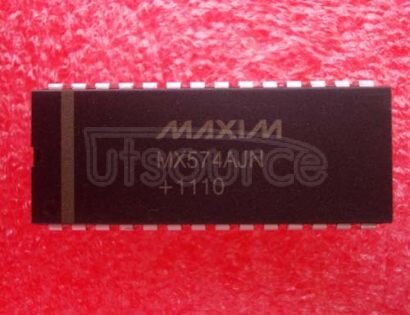 MAXIM
MX574AJN
+1110
Utsource